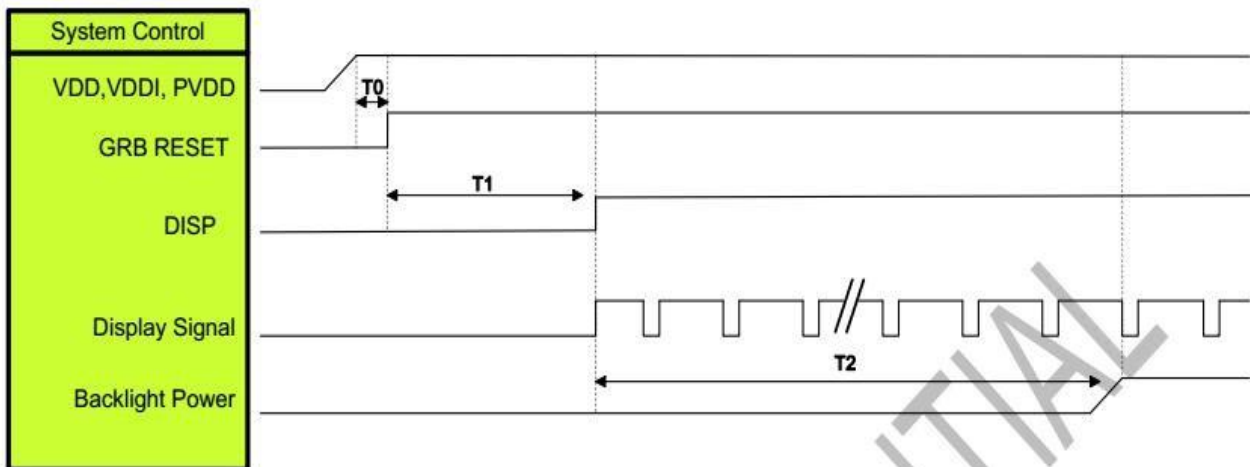 System Control
VDD,VDDI, PVDD
T0
GRB RESET
T1
DISP
Display Signal
T2
Backlight Power